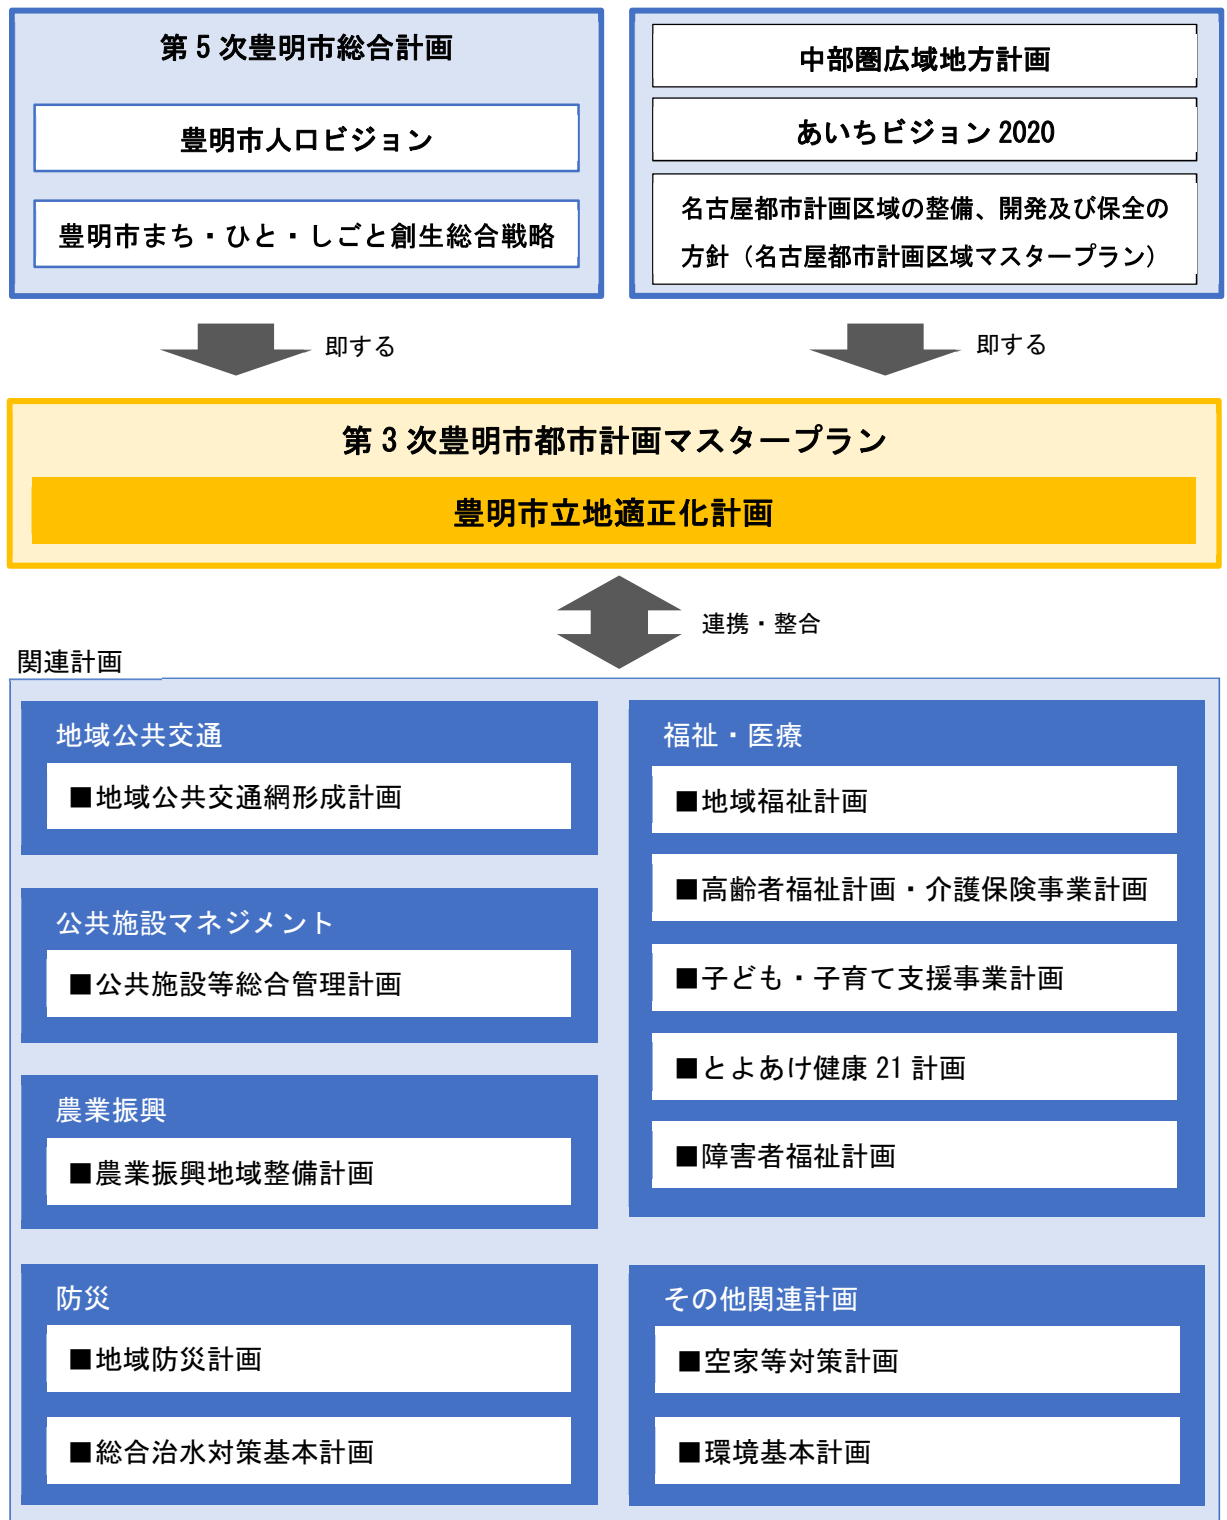 第5次豊明市総合計画
豊明市人口ビジョン
豊明市まち・ひと・しごと創生総合戦略
中部圏広域地方計画
あいちビジョン2020
名古屋都市計画区域の整備、開発及び保全の
方針（名古屋都市計画区域マスタープラン）
即する
即する
第3次豊明市都市計画マスタープラン
豊明市立地適正化計画
連携・整合
関連計画
地域公共交通
■地域公共交通網形成計画
公共施設マネジメント
■公共施設等総合管理計画
農業振興
■農業振興地域整備計画
防災
■地域防災計画
■総合治水対策基本計画
福祉・医療
■地域福祉計画
■高齢者福祉計画・介護保険事業計画
■子ども・子育て支援事業計画
■とよあけ健康21計画
■障害者福祉計画
その他関連計画
■空家等対策計画
■環境基本計画